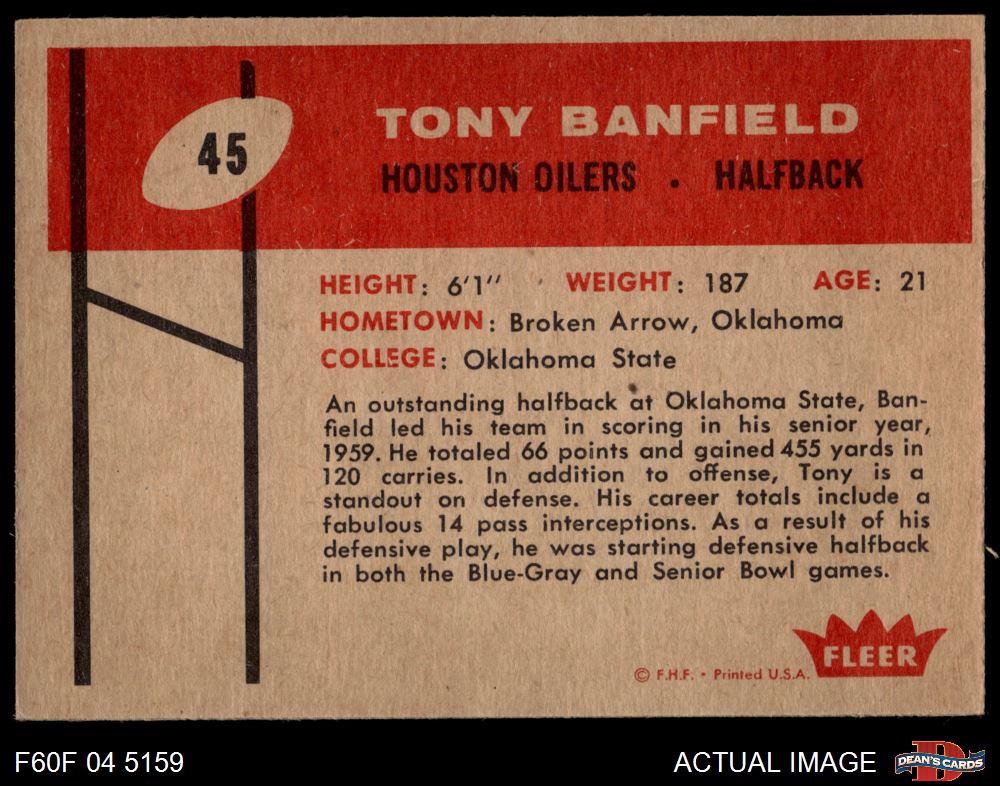 45
TONY BANFIELD
HOUSTON OILERS . HALFBACK
HEIGHT: 6'1" WEIGHT: 187 AGE: 21
HOMETOWN: Broken Arrow, Oklahoma
COLLEGE: Oklahoma State
An outstanding halfback at Oklahoma State, Ban-
field led his team in scoring in his senior year,
1959. He totaled 66 points and gained 455 yards in
120 carries. In addition to offense, Tony is a
standout on defense. His career totals include a
fabulous 14 pass interceptions. As a result of his
defensive play, he was starting defensive halfback
in both the Blue-Gray and Senior Bowl games.
FLEER
© F.H.F. • Printed U.S.A.
F60F 04 5159
ACTUAL IMAGE
D
DEAN'S CARDS